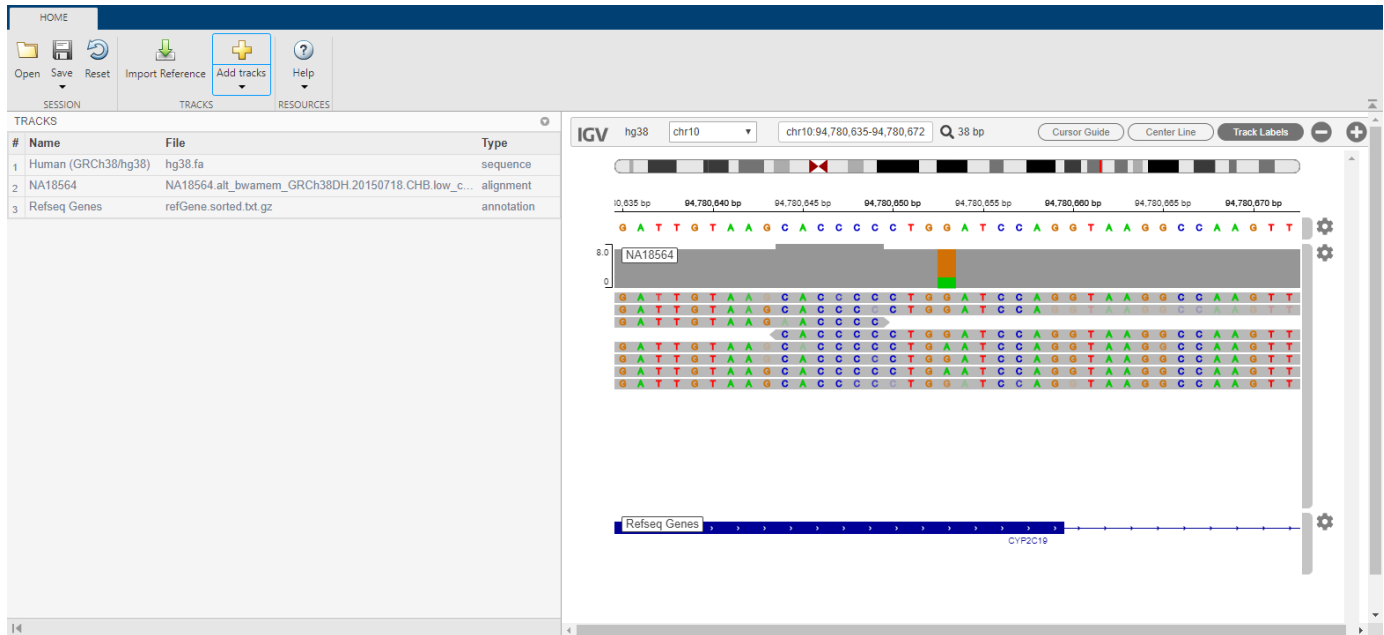 HOME
Open Save Reset Import Reference Add tracks Help
SESSION TRACKS RESOURCES
TRACKS
# Name File Type
1 Human (GRCh38/hg38) hg38.fa sequence
2 NA18564 NA18564.alt_bwamem_GRCh38DH.20150718.CHB.low_c... alignment
3 Refseq Genes refGene.sorted.txt.gz annotation
IGV hg38 chr10 chr10:94,780,635-94,780,672 38 bp Cursor Guide Center Line Track Labels
0,635 bp 94,780,640 bp 94,780,645 bp 94,780,650 bp 94,780,655 bp 94,780,660 bp 94,780,665 bp 94,780,670 bp
G A T T G T A A G C A C C C C C T G G A T C C A G G T A A G G C C A A G T T
8.0 NA18564
0
G A T T G T A A G C A C C C C C T G G A T C C A G G T A A G G C C A A G T T
G A T T G T A A G C A C C C C C T G G A T C C A G G T A A G G C C A A G T T
G A T T G T A A G A A C C C C
C A C C C C C T G G A T C C A G G T A A G G C C A A G T T
G A T T G T A A G C A C C C C C T G A A T C C A G G T A A G G C C A A G T T
G A T T G T A A G C A C C C C C T G G A T C C A G G T A A G G C C A A G T T
G A T T G T A A G C A C C C C C T G A A T C C A G G T A A G G C C A A G T T
G A T T G T A A G C A C C C C C T G G A T C C A G G T A A G G C C A A G T T
Refseq Genes
CYP2C19